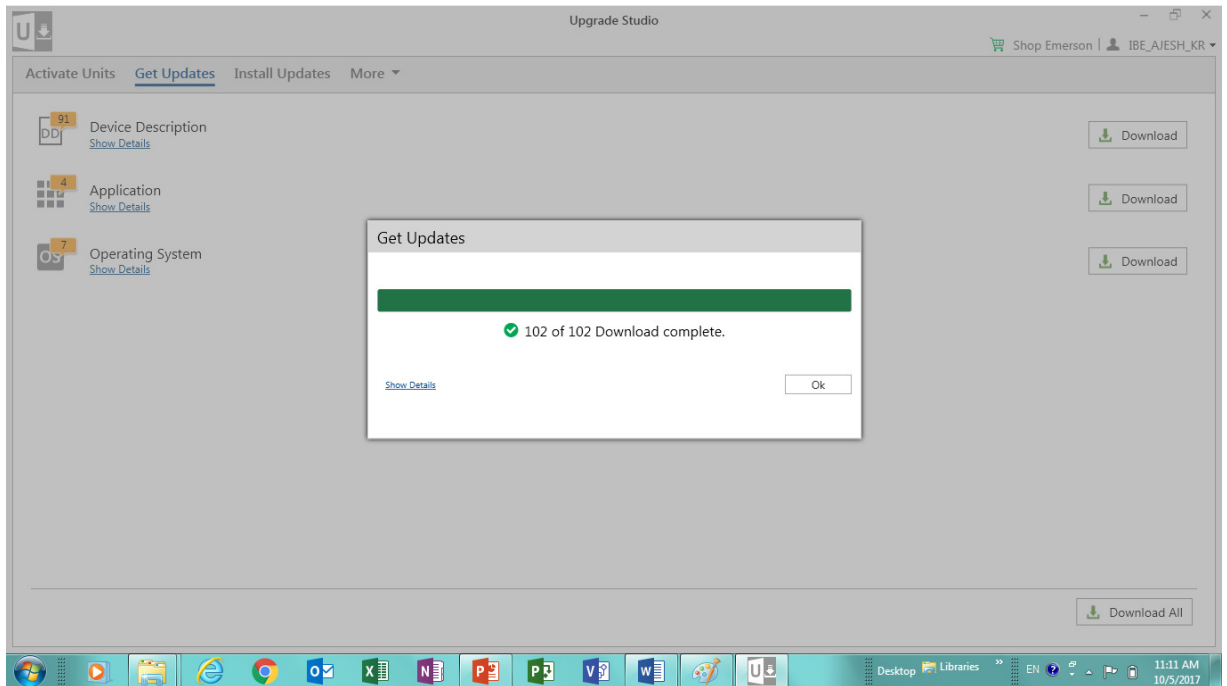 Upgrade Studio
U
Shop Emerson | IBE_AJESH_KR
Activate Units Get Updates Install Updates More
91
DD
Device Description
Show Details
Download
4
Application
Show Details
Download
7
OS
Operating System
Show Details
Download
Get Updates
102 of 102 Download complete.
Show Details
Ok
Download All
Desktop Libraries » EN 11:11 AM
10/5/2017